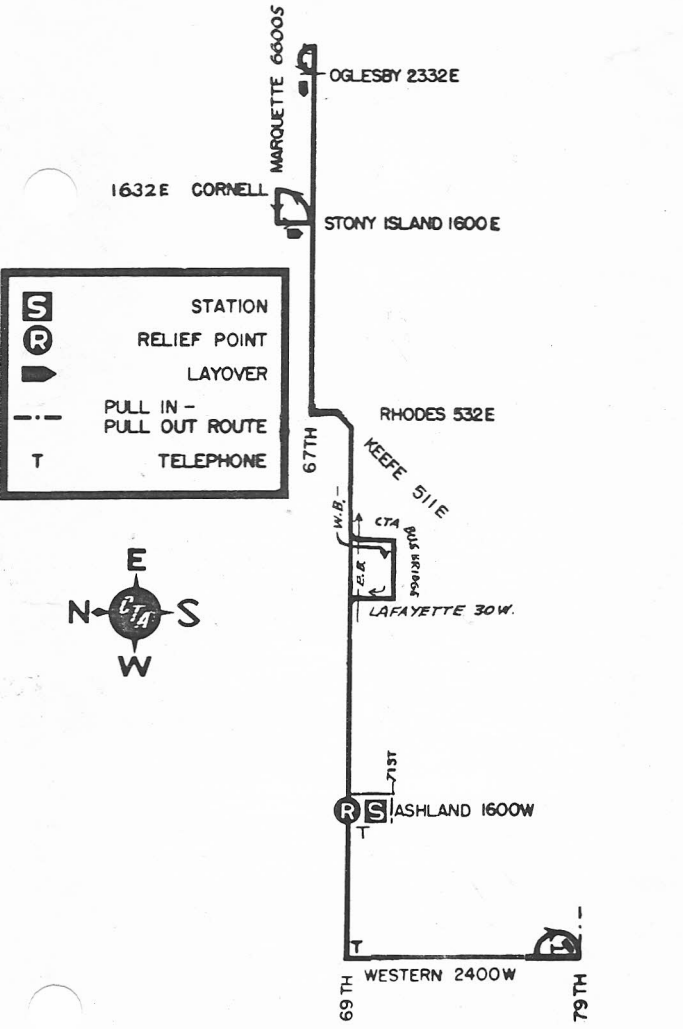 MARQUETTE 6600S
OGLESBY 2332E
1632E CORNELL
STONY ISLAND 1600E
S STATION
R RELIEF POINT
LAYOVER
PULL IN -
PULL OUT ROUTE
T TELEPHONE
RHODES 532E
67TH
KEEFE 511E
W.B.-
CTA
BUS BRIDGE
E.B.
LAFAYETTE 30W.
E
N CTA S
W
71ST
R S ASHLAND 1600W
T
T
WESTERN 2400W
69TH
79TH